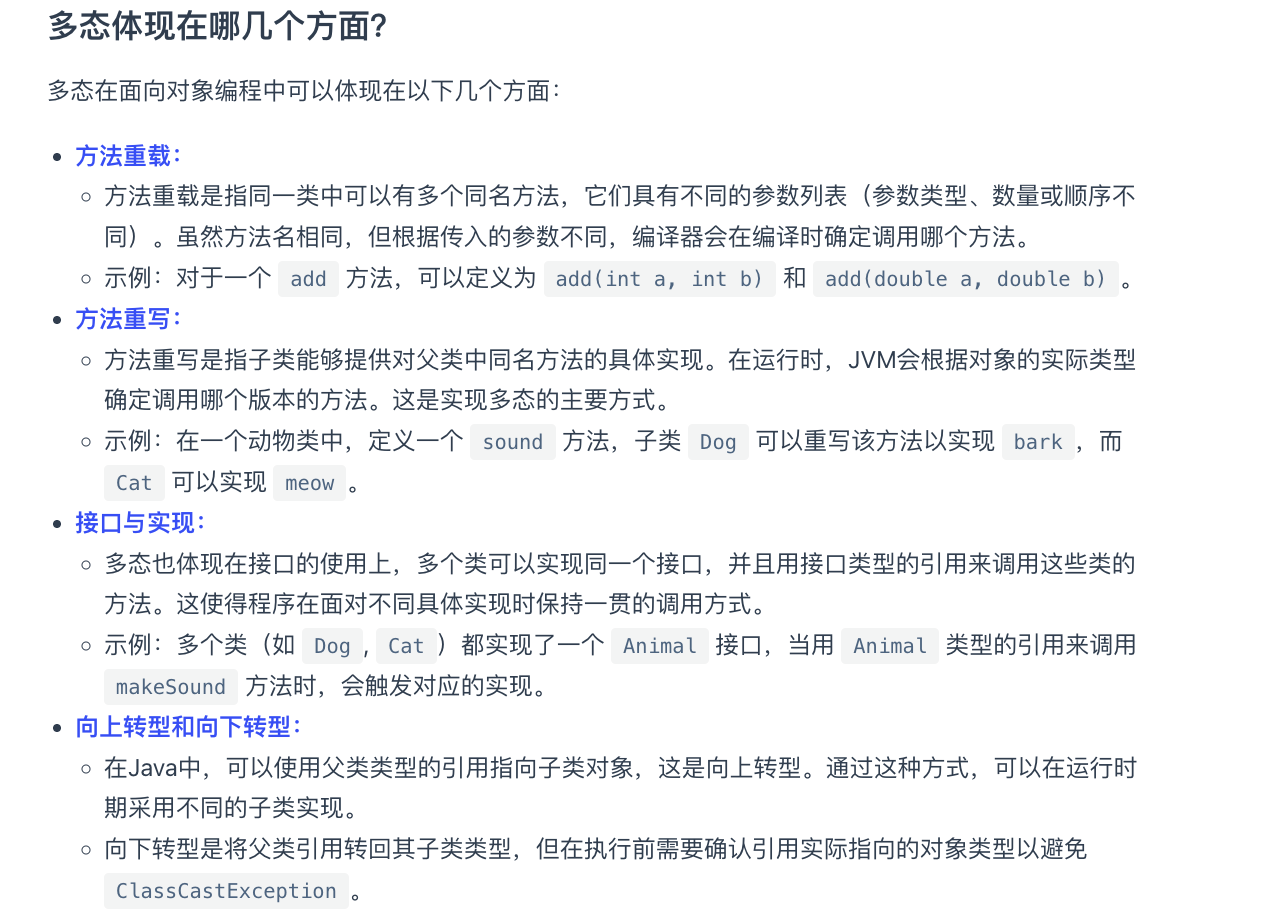 多态体现在哪几个方面?
多态在面向对象编程中可以体现在以下几个方面：
方法重载：
方法重载是指同一类中可以有多个同名方法，它们具有不同的参数列表（参数类型、数量或顺序不
同）。虽然方法名相同，但根据传入的参数不同，编译器会在编译时确定调用哪个方法。
示例：对于一个 add 方法，可以定义为 add(int a, int b) 和 add(double a, double b) 。
方法重写：
方法重写是指子类能够提供对父类中同名方法的具体实现。在运行时，JVM会根据对象的实际类型
确定调用哪个版本的方法。这是实现多态的主要方式。
示例：在一个动物类中，定义一个 sound 方法，子类 Dog 可以重写该方法以实现 bark ，而
Cat 可以实现 meow 。
接口与实现：
多态也体现在接口的使用上，多个类可以实现同一个接口，并且用接口类型的引用来调用这些类的
方法。这使得程序在面对不同具体实现时保持一贯的调用方式。
示例：多个类（如 Dog , Cat ）都实现了一个 Animal 接口，当用 Animal 类型的引用来调用
makeSound 方法时，会触发对应的实现。
向上转型和向下转型：
在Java中，可以使用父类类型的引用指向子类对象，这是向上转型。通过这种方式，可以在运行时
期采用不同的子类实现。
向下转型是将父类引用转回其子类类型，但在执行前需要确认引用实际指向的对象类型以避免
ClassCastException 。